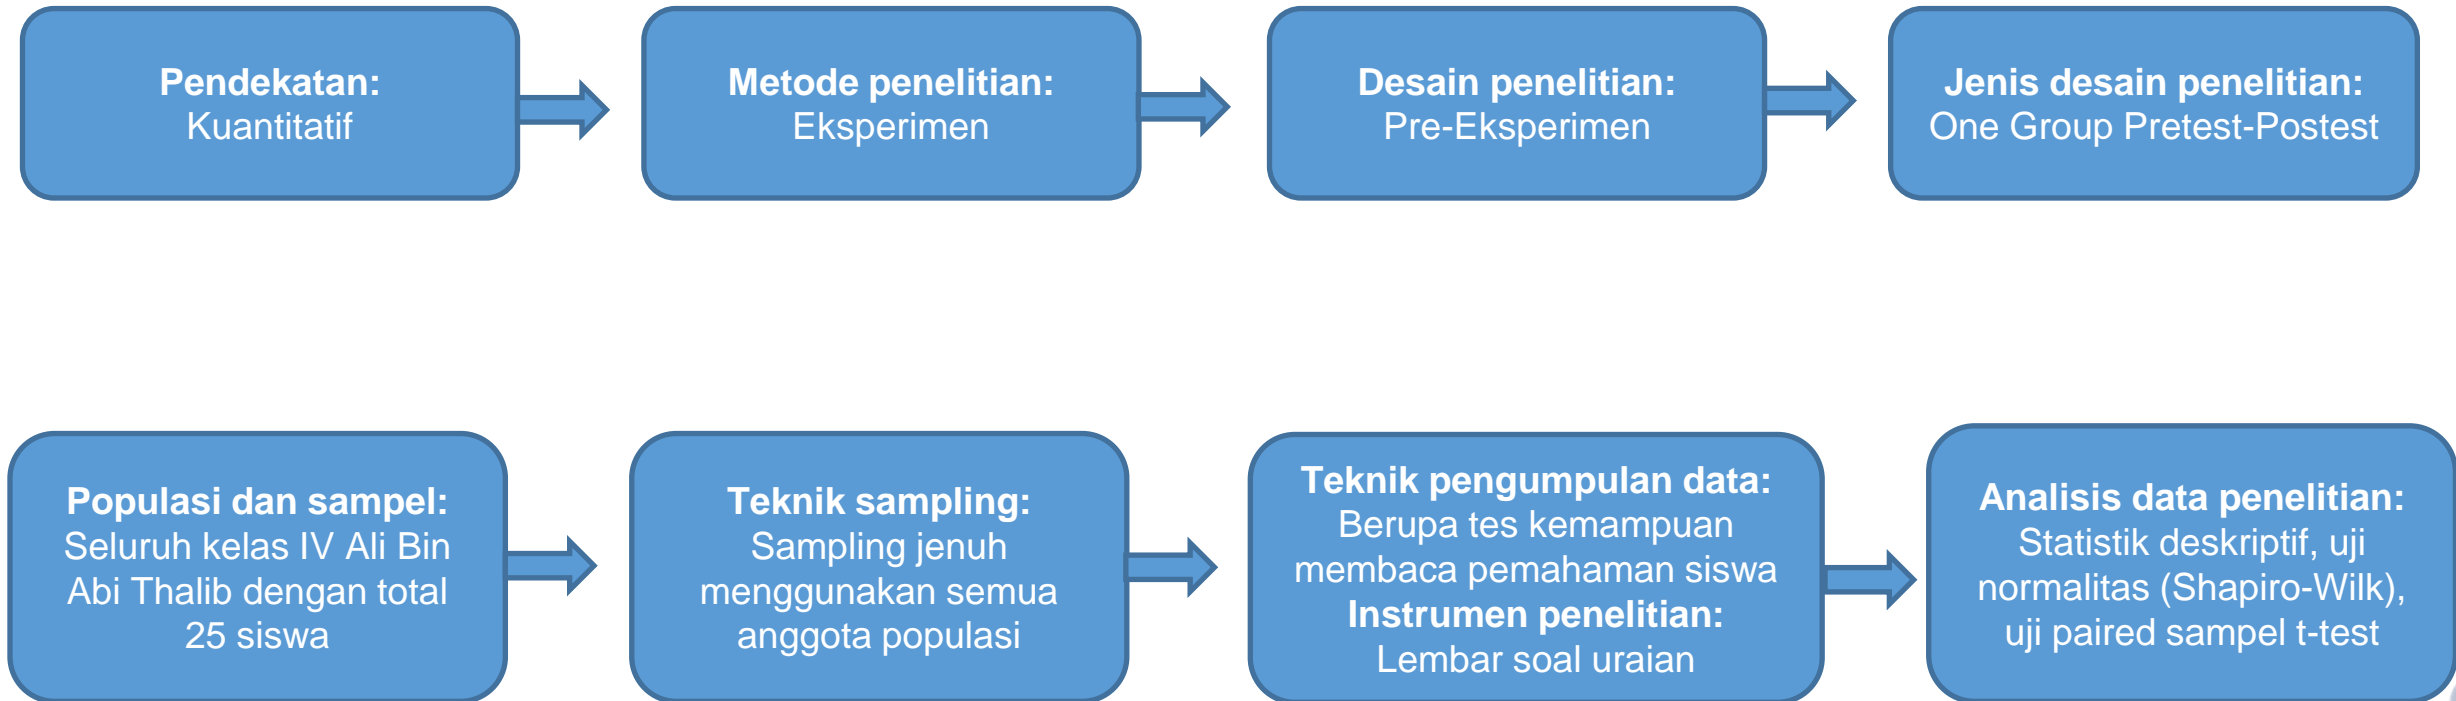 Pendekatan:
Kuantitatif
Metode penelitian:
Eksperimen
Desain penelitian:
Pre-Eksperimen
Jenis desain penelitian:
One Group Pretest-Postest
Populasi dan sampel:
Seluruh kelas IV Ali Bin
Abi Thalib dengan total
25 siswa
Teknik sampling:
Sampling jenuh
menggunakan semua
anggota populasi
Teknik pengumpulan data:
Berupa tes kemampuan
membaca pemahaman siswa
Instrumen penelitian:
Lembar soal uraian
Analisis data penelitian:
Statistik deskriptif, uji
normalitas (Shapiro-Wilk),
uji paired sampel t-test